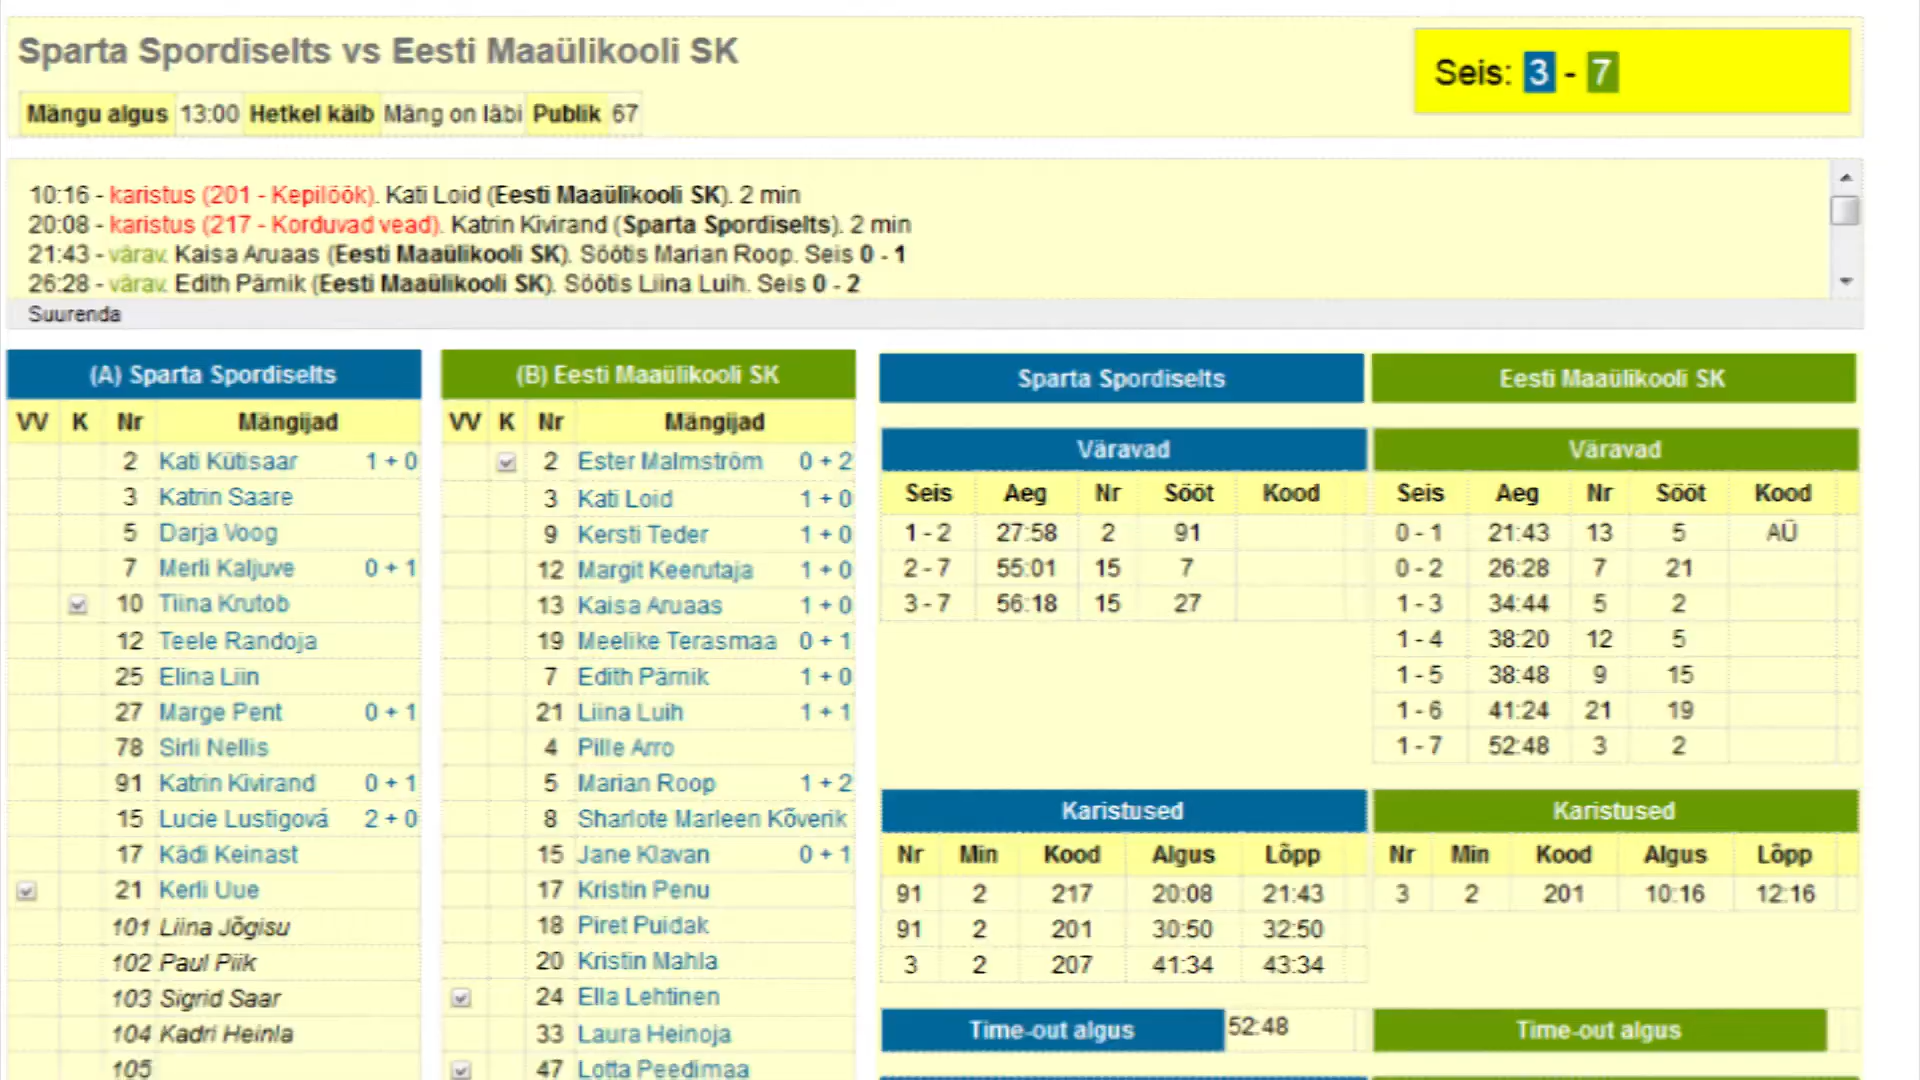 Sparta Spordiselts vs Eesti Maaülikooli SK
Seis: 3 - 7
Mängu algus 13:00 Hetkel käib Mäng on läbi Publik 67
10:16 - karistus (201 - Kepilöök). Kati Loid (Eesti Maaülikooli SK). 2 min
20:08 - karistus (217 - Korduvad vead). Katrin Kivirand (Sparta Spordiselts). 2 min
21:43 - värav. Kaisa Aruaas (Eesti Maaülikooli SK). Söötis Marian Roop. Seis 0 - 1
26:28 - värav. Edith Pärnik (Eesti Maaülikooli SK). Söötis Liina Luih. Seis 0 - 2
Suurenda
(A) Sparta Spordiselts
VV K Nr Mängijad
2 Kati Kütisaar 1 + 0
3 Katrin Saare
5 Darja Voog
7 Merli Kaljuve 0 + 1
10 Tiina Krutob
12 Teele Randoja
25 Elina Liin
27 Marge Pent 0 + 1
78 Sirli Nellis
91 Katrin Kivirand 0 + 1
15 Lucie Lustigová 2 + 0
17 Kädi Keinast
21 Kerli Uue
101 Liina Jõgisu
102 Paul Piik
103 Sigrid Saar
104 Kadri Heinla
105
(B) Eesti Maaülikooli SK
VV K Nr Mängijad
2 Ester Malmström 0 + 2
3 Kati Loid 1 + 0
9 Kersti Teder 1 + 0
12 Margit Keerutaja 1 + 0
13 Kaisa Aruaas 1 + 0
19 Meelike Terasmaa 0 + 1
7 Edith Pärnik 1 + 0
21 Liina Luih 1 + 1
4 Pille Arro
5 Marian Roop 1 + 2
8 Sharlote Marleen Kõverik
15 Jane Klavan 0 + 1
17 Kristin Penu
18 Piret Puidak
20 Kristin Mahla
24 Ella Lehtinen
33 Laura Heinoja
47 Lotta Peedimaa
Sparta Spordiselts
Väravad
Seis Aeg Nr Sööt Kood
1 - 2 27:58 2 91
2 - 7 55:01 15 7
3 - 7 56:18 15 27
Karistused
Nr Min Kood Algus Lõpp
91 2 217 20:08 21:43
91 2 201 30:50 32:50
3 2 207 41:34 43:34
Time-out algus 52:48
Eesti Maaülikooli SK
Väravad
Seis Aeg Nr Sööt Kood
0 - 1 21:43 13 5 AÜ
0 - 2 26:28 7 21
1 - 3 34:44 5 2
1 - 4 38:20 12 5
1 - 5 38:48 9 15
1 - 6 41:24 21 19
1 - 7 52:48 3 2
Karistused
Nr Min Kood Algus Lõpp
3 2 201 10:16 12:16
Time-out algus